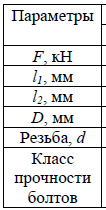 Параметры
F, кН
l1, мм
l2, мм
D, мм
Резьба, d
Класс
прочности
болтов